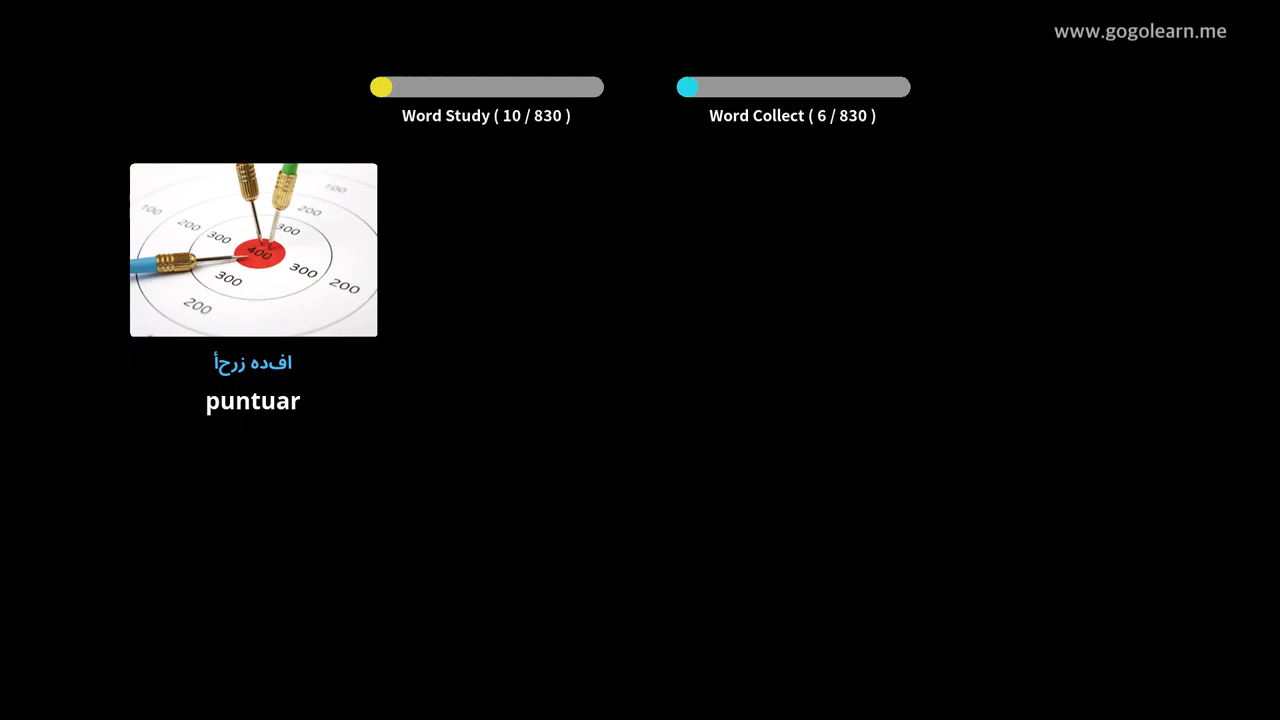 www.gogolearn.me
Word Study ( 10 / 830 )
Word Collect ( 6 / 830 )
100
100
200
200
300
300
400
300
300
200
200
افده زرحأ
puntuar